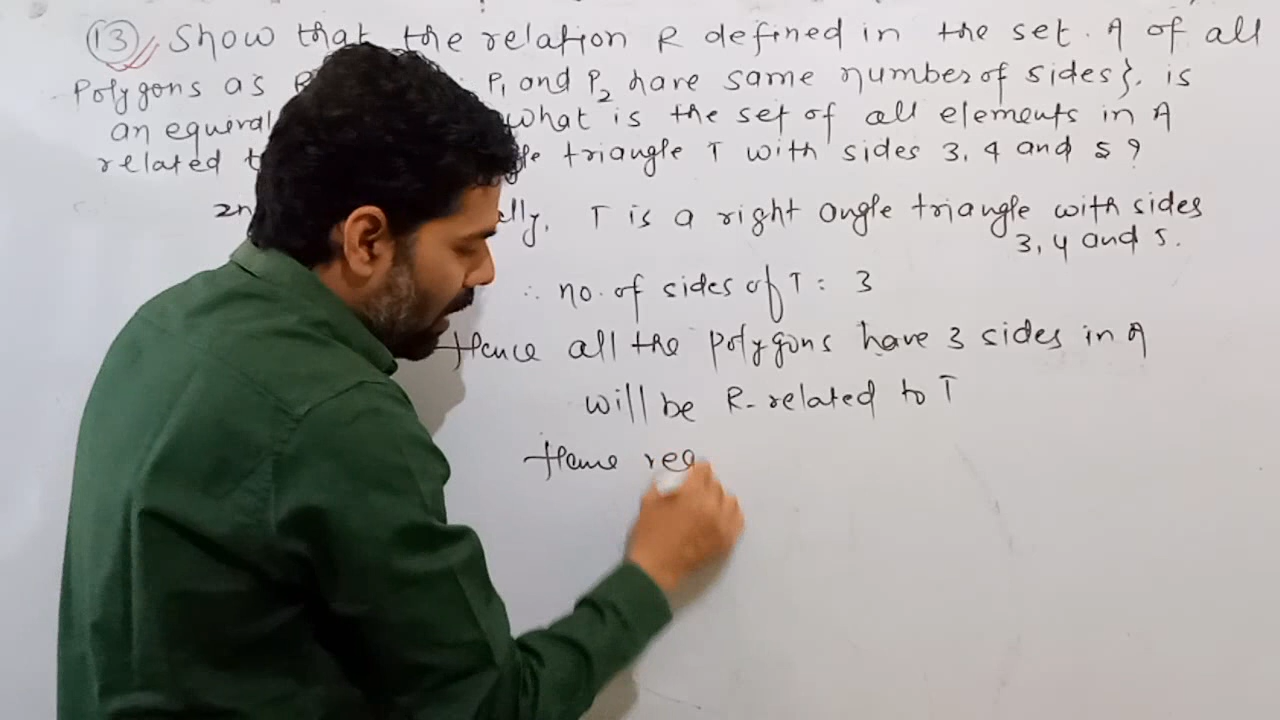 (13) Show that the relation R defined in the set A of all
Polygons as P₁ and P₂ have same number of sides}, is
an what is the set of all elements in A
related triangle T with sides 3, 4 and 5?
T is a right angle triangle with sides
3, 4 and 5.
∴ no. of sides of T = 3
Hence all the polygons have 3 sides in A
will be R-related to T
Hence req